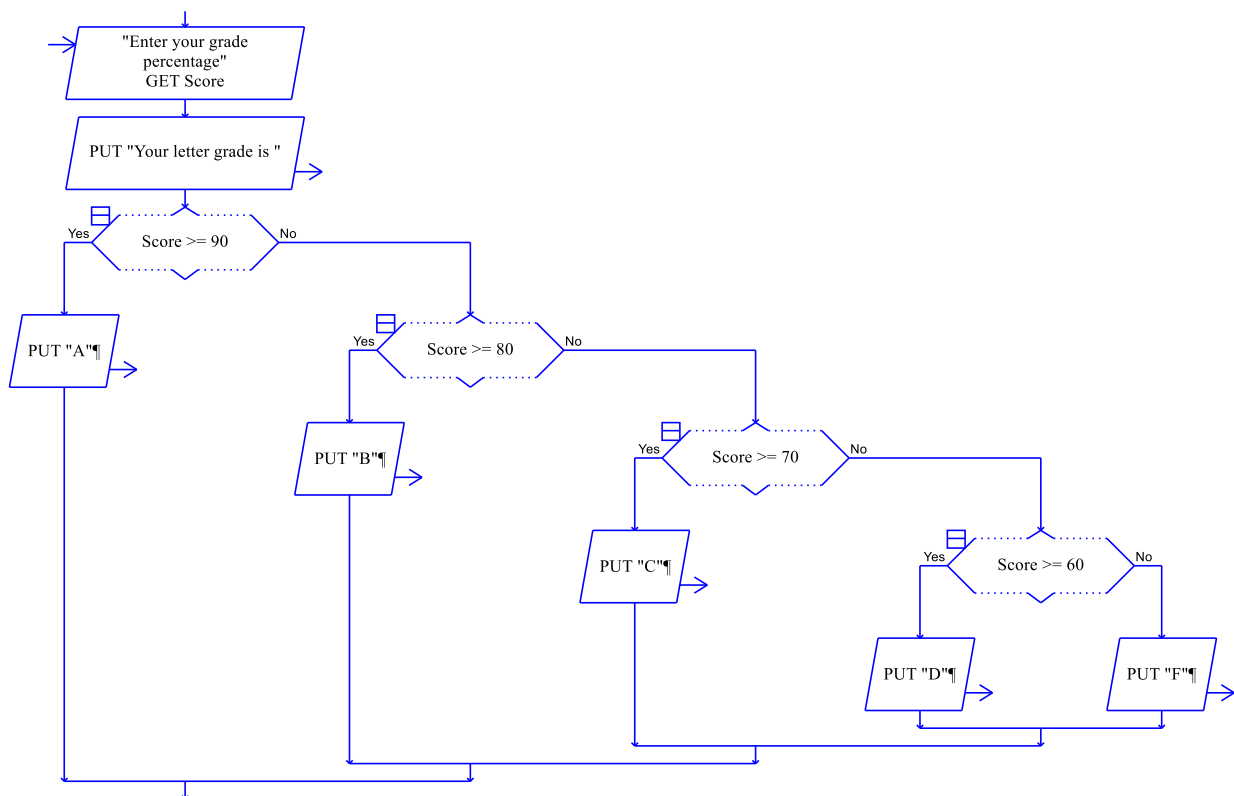 "Enter your grade
percentage"
GET Score
PUT "Your letter grade is "
Yes
Score >= 90
No
PUT "A"¶
Yes
Score >= 80
No
PUT "B"¶
Yes
Score >= 70
No
PUT "C"¶
Yes
Score >= 60
No
PUT "D"¶
PUT "F"¶